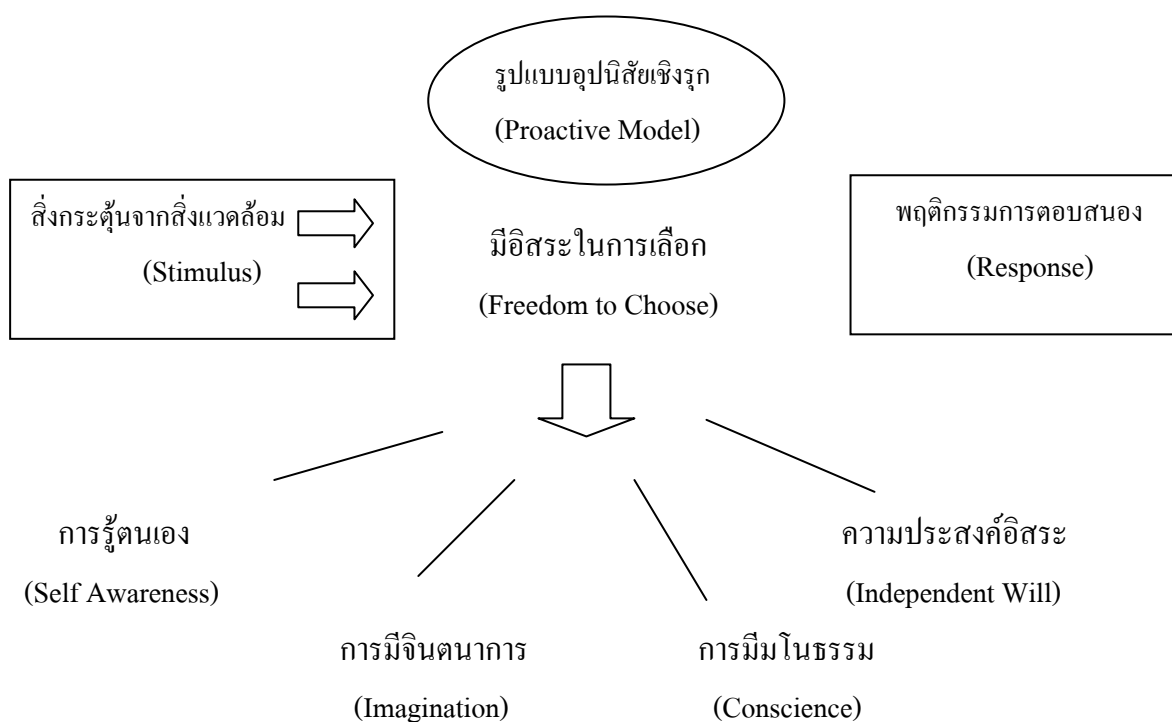 รูปแบบอุปนิสัยเชิงรุก
(Proactive Model)
สิ่งกระตุ้นจากสิ่งแวดล้อม
(Stimulus)
มีอิสระในการเลือก
(Freedom to Choose)
พฤติกรรมการตอบสนอง
(Response)
การรู้ตนเอง
(Self Awareness)
การมีจินตนาการ
(Imagination)
การมีมโนธรรม
(Conscience)
ความประสงค์อิสระ
(Independent Will)